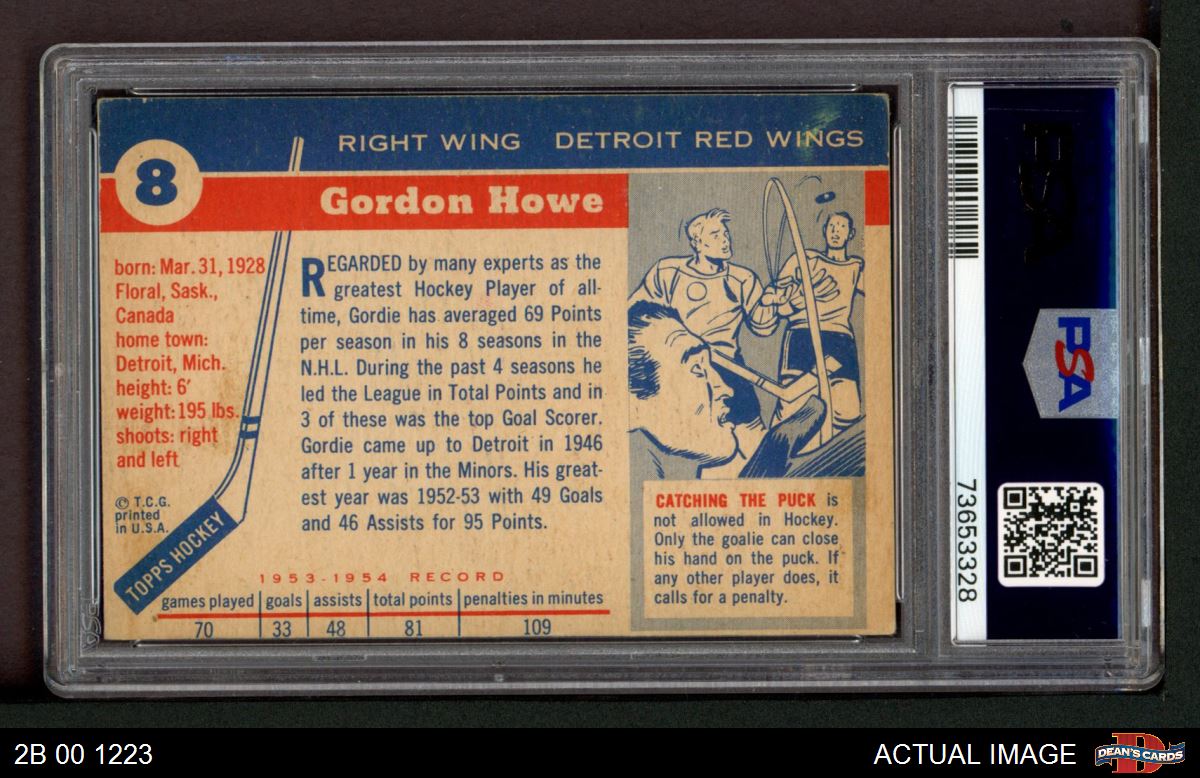 8
RIGHT WING DETROIT RED WINGS
Gordon Howe
born: Mar. 31, 1928
Floral, Sask.,
Canada
home town:
Detroit, Mich.
height: 6'
weight: 195 lbs.
shoots: right
and left
© T.C.G.
printed
in U.S.A.
TOPPS HOCKEY
REGARDED by many experts as the
greatest Hockey Player of all-
time, Gordie has averaged 69 Points
per season in his 8 seasons in the
N.H.L. During the past 4 seasons he
led the League in Total Points and in
3 of these was the top Goal Scorer.
Gordie came up to Detroit in 1946
after 1 year in the Minors. His great-
est year was 1952-53 with 49 Goals
and 46 Assists for 95 Points.
1953-1954 RECORD
games played goals assists total points penalties in minutes
70 33 48 81 109
CATCHING THE PUCK is
not allowed in Hockey.
Only the goalie can close
his hand on the puck. If
any other player does, it
calls for a penalty.
PSA
PSA
73653328
2B 00 1223
ACTUAL IMAGE
DEAN'S CARDS